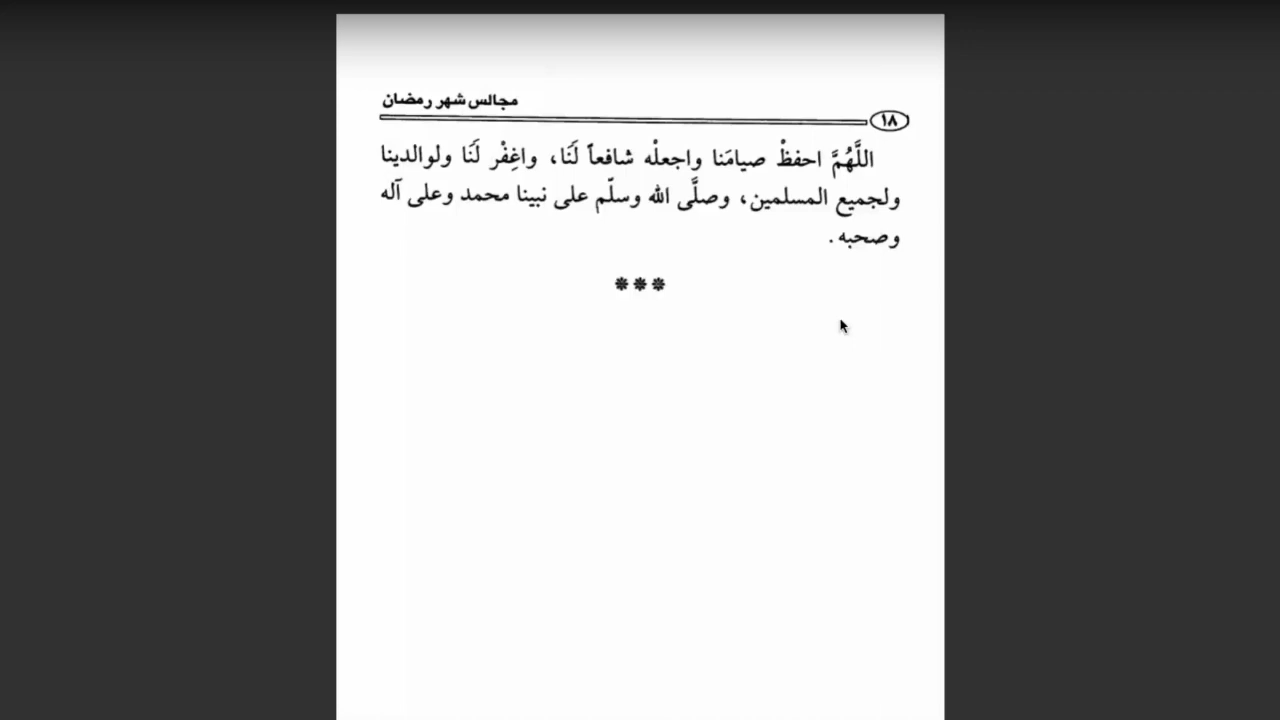 مجالس شهر رمضان
١٨
اللَّهُمَّ احفظْ صيامَنا واجعلْه شافعاً لَنَا، واغِفْر لَنَا ولوالدينا
ولجميع المسلمين، وصلَّى الله وسلّم على نبينا محمد وعلى آله
وصحبه.
***